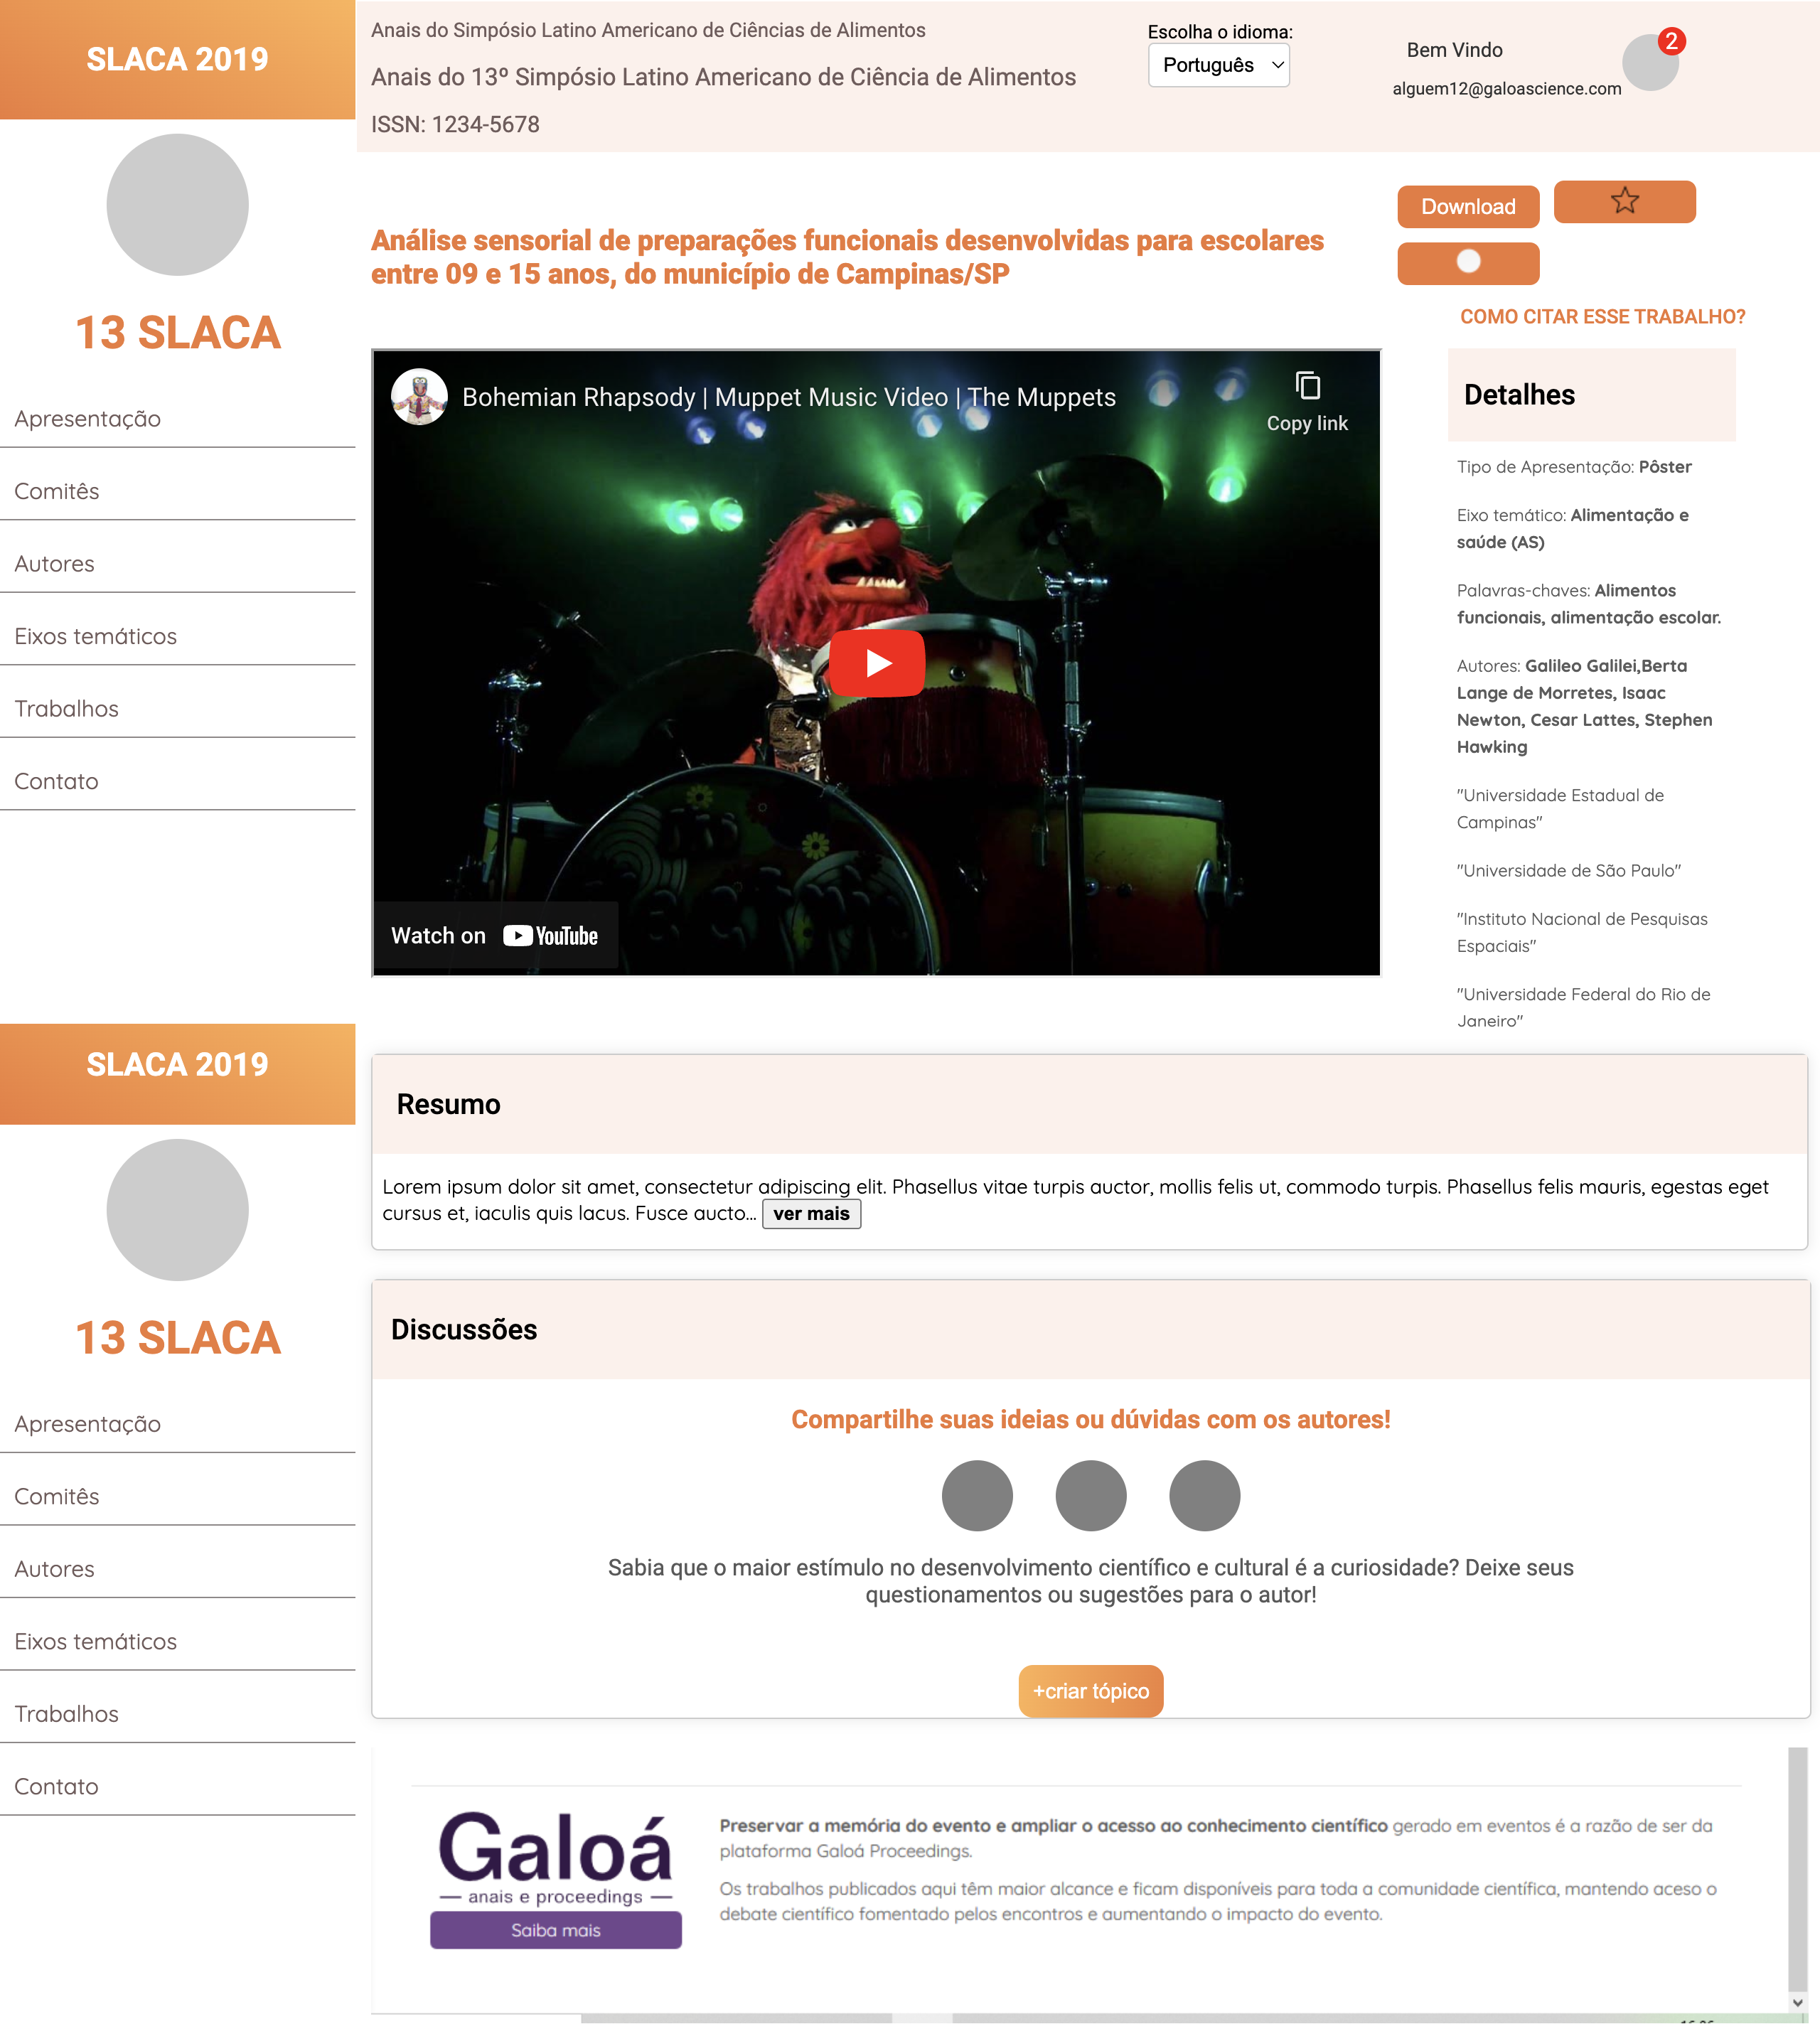 SLACA 2019
13 SLACA
Apresentação
Comitês
Autores
Eixos temáticos
Trabalhos
Contato
Anais do Simpósio Latino Americano de Ciências de Alimentos
Anais do 13º Simpósio Latino Americano de Ciência de Alimentos
ISSN: 1234-5678
Escolha o idioma:
Português
Bem Vindo
alguem12@galoascience.com
2
Análise sensorial de preparações funcionais desenvolvidas para escolares
entre 09 e 15 anos, do município de Campinas/SP
Download
COMO CITAR ESSE TRABALHO?
Bohemian Rhapsody | Muppet Music Video | The Muppets
Copy link
Watch on YouTube
Detalhes
Tipo de Apresentação: Pôster
Eixo temático: Alimentação e
saúde (AS)
Palavras-chaves: Alimentos
funcionais, alimentação escolar.
Autores: Galileo Galilei,Berta
Lange de Morretes, Isaac
Newton, Cesar Lattes, Stephen
Hawking
"Universidade Estadual de
Campinas"
"Universidade de São Paulo"
"Instituto Nacional de Pesquisas
Espaciais"
"Universidade Federal do Rio de
Janeiro"
SLACA 2019
13 SLACA
Apresentação
Comitês
Autores
Eixos temáticos
Trabalhos
Contato
Resumo
Lorem ipsum dolor sit amet, consectetur adipiscing elit. Phasellus vitae turpis auctor, mollis felis ut, commodo turpis. Phasellus felis mauris, egestas eget
cursus et, iaculis quis lacus. Fusce aucto... ver mais
Discussões
Compartilhe suas ideias ou dúvidas com os autores!
Sabia que o maior estímulo no desenvolvimento científico e cultural é a curiosidade? Deixe seus
questionamentos ou sugestões para o autor!
+criar tópico
Galoá
anais e proceedings
Saiba mais
Preservar a memória do evento e ampliar o acesso ao conhecimento científico gerado em eventos é a razão de ser da
plataforma Galoá Proceedings.
Os trabalhos publicados aqui têm maior alcance e ficam disponíveis para toda a comunidade científica, mantendo aceso o
debate científico fomentado pelos encontros e aumentando o impacto do evento.